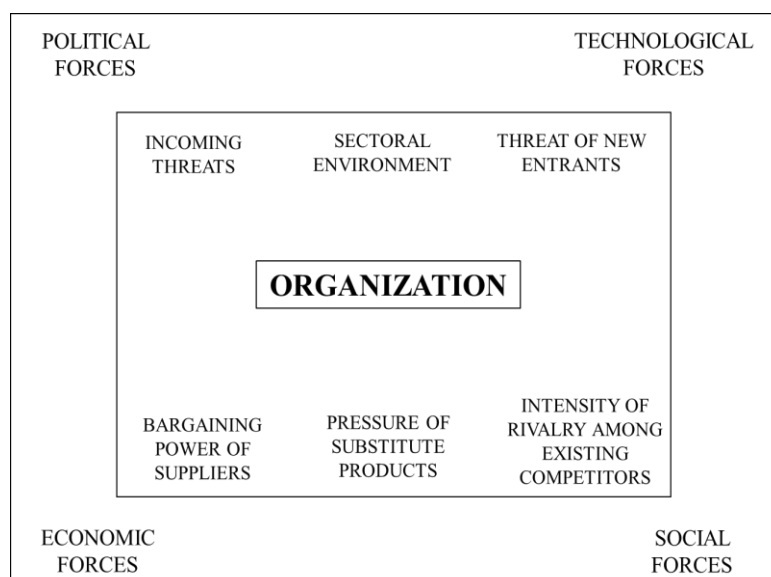 POLITICAL
FORCES
TECHNOLOGICAL
FORCES
INCOMING
THREATS
SECTORAL
ENVIRONMENT
THREAT OF NEW
ENTRANTS
ORGANIZATION
BARGAINING
POWER OF
SUPPLIERS
PRESSURE OF
SUBSTITUTE
PRODUCTS
INTENSITY OF
RIVALRY AMONG
EXISTING
COMPETITORS
ECONOMIC
FORCES
SOCIAL
FORCES